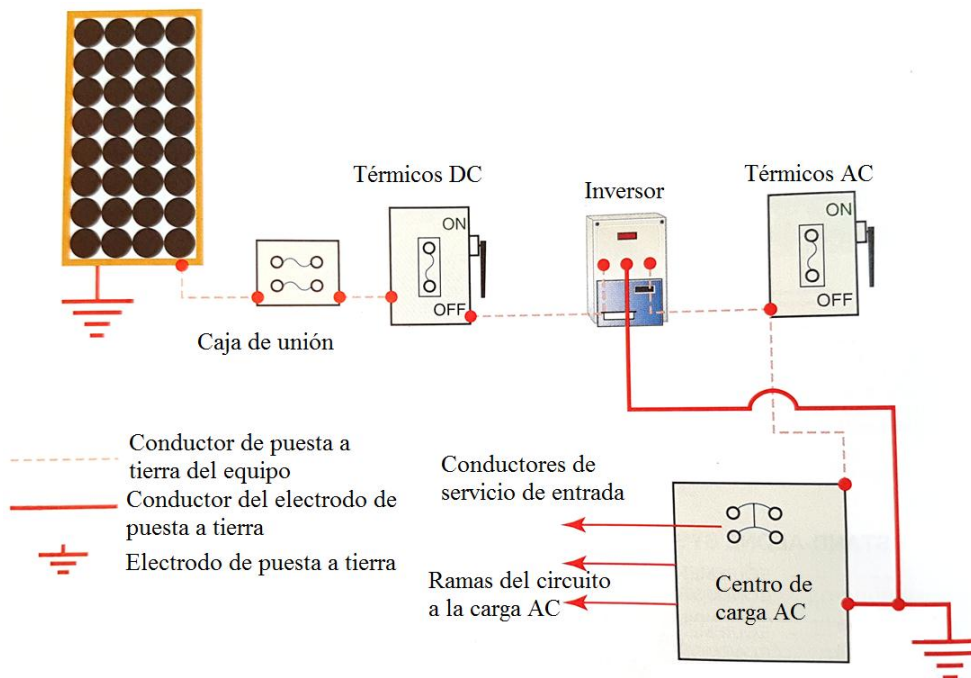 Térmicos DC
Inversor
Térmicos AC
ON
OFF
ON
OFF
Caja de unión
Conductor de puesta a
tierra del equipo
Conductor del electrodo de
puesta a tierra
Electrodo de puesta a tierra
Conductores de
servicio de entrada
Ramas del circuito
a la carga AC
Centro de
carga AC